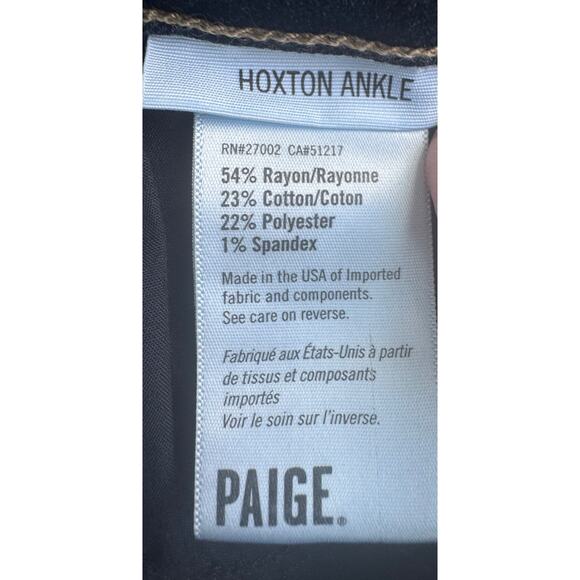 HOXTON ANKLE
RN#27002 CA#51217
54% Rayon/Rayonne
23% Cotton/Coton
22% Polyester
1% Spandex
Made in the USA of Imported
fabric and components.
See care on reverse.
Fabriqué aux États-Unis à partir
de tissus et composants
importés
Voir le soin sur l'inverse.
PAIGE®